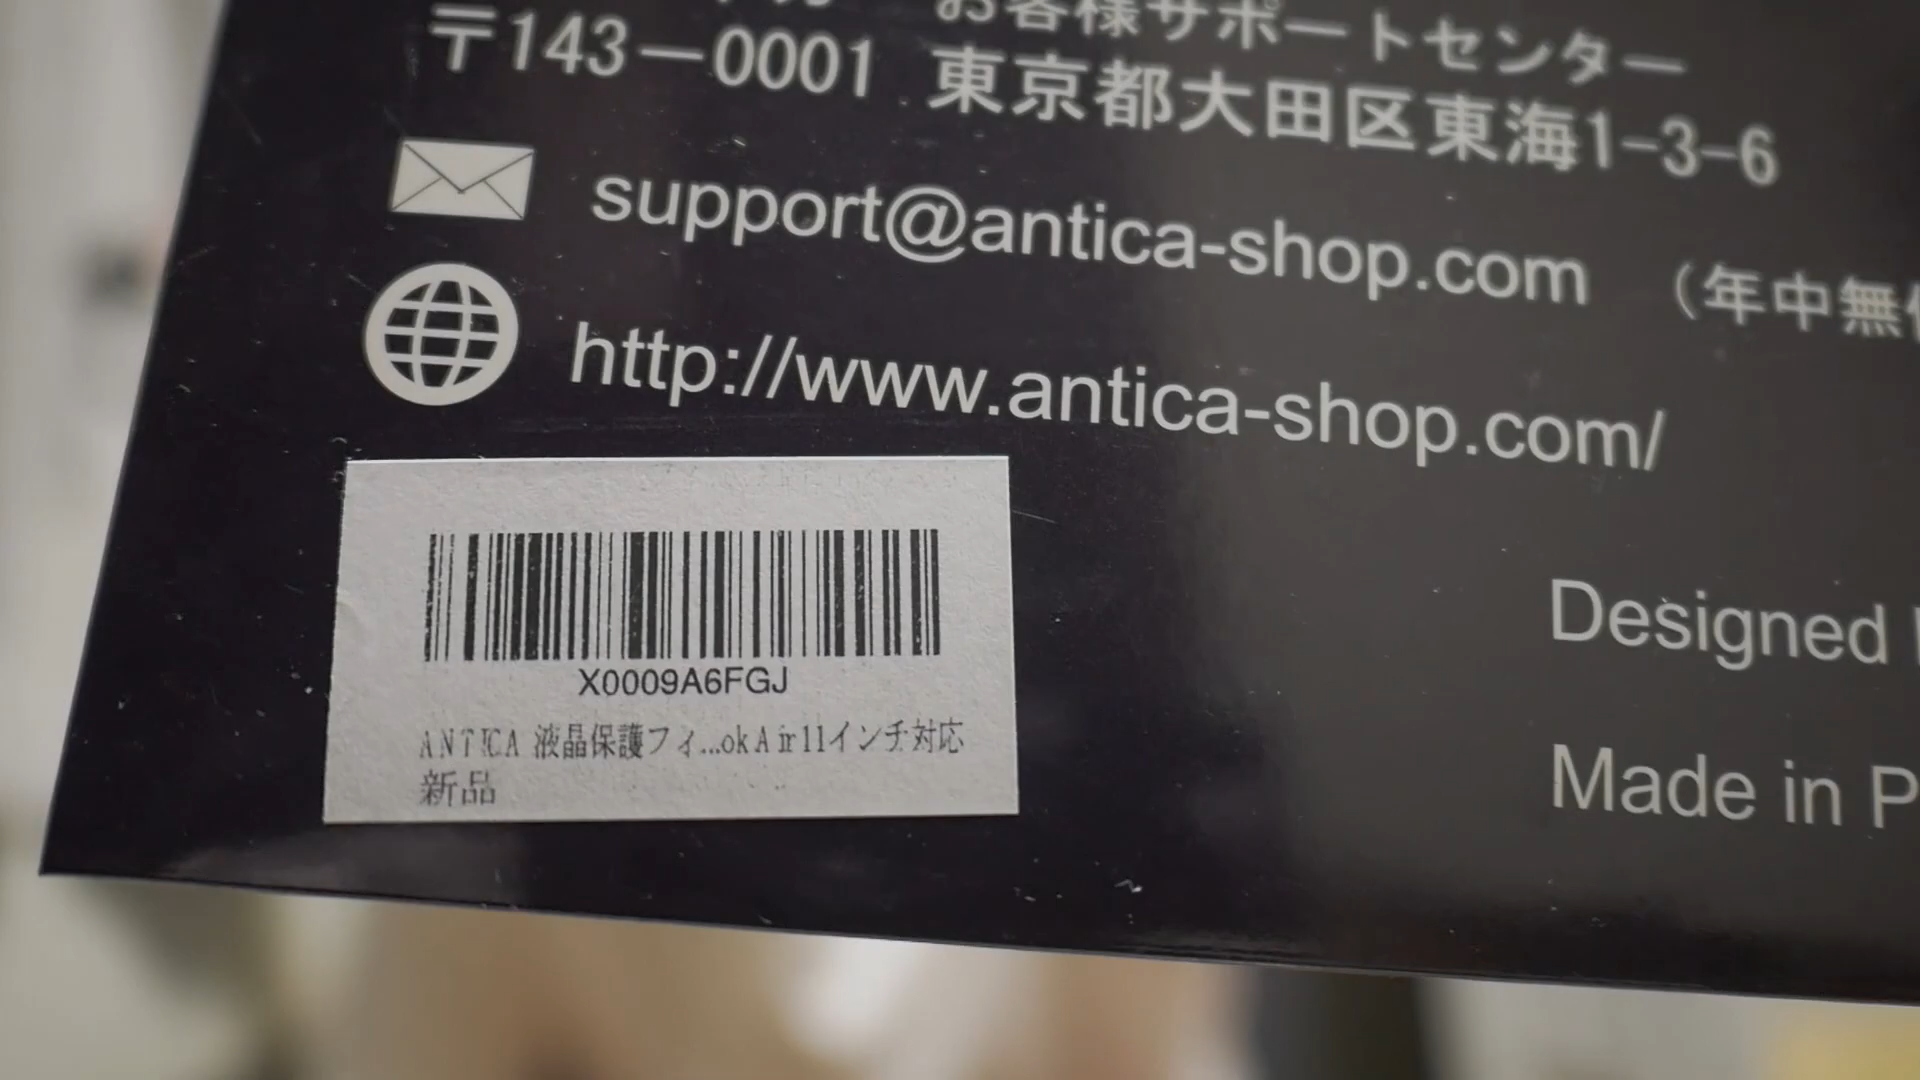 お客様サポートセンター
〒143-0001 東京都大田区東海1-3-6
support@antica-shop.com (年中無
http://www.antica-shop.com/
X0009A6FGJ
ANTICA 液晶保護フィ...okAir11インチ対応
新品
Designed
Made in P